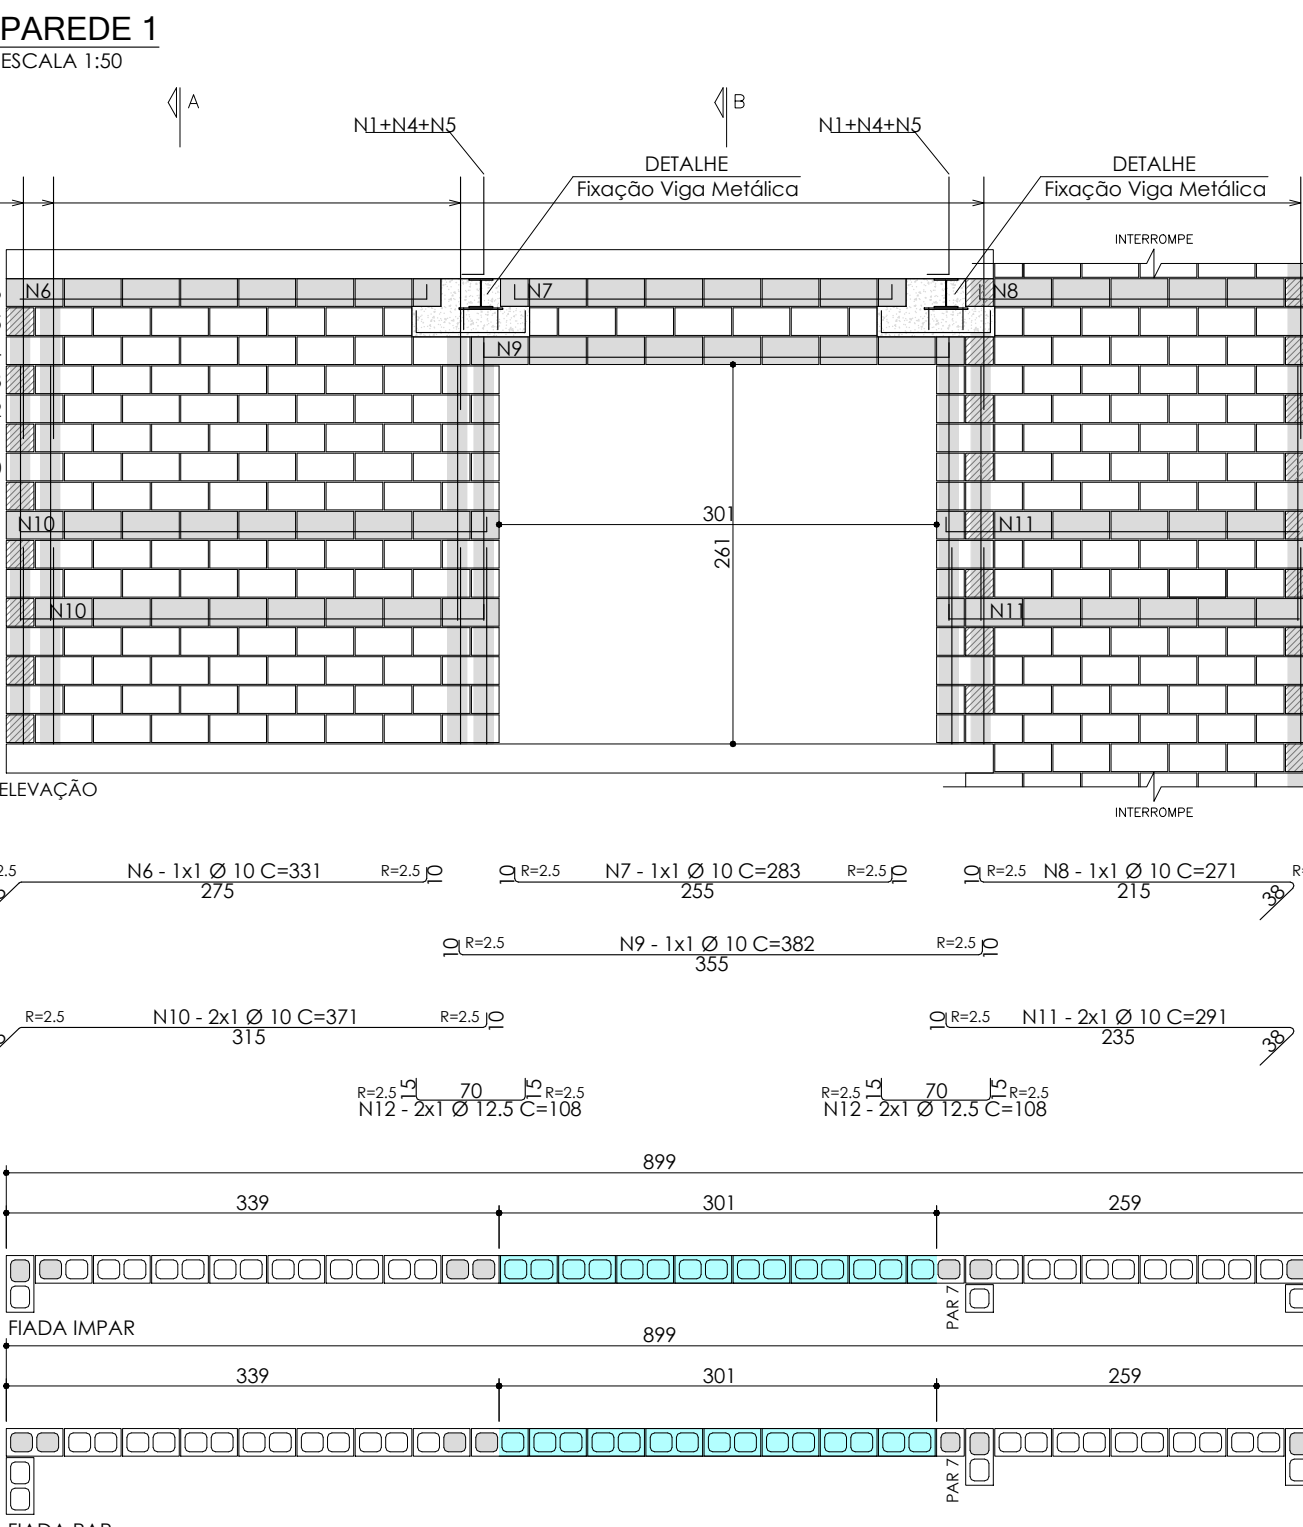 PAREDE 1
ESCALA 1:50
A
B
N1+N4+N5
N1+N4+N5
DETALHE
Fixação Viga Metálica
DETALHE
Fixação Viga Metálica
INTERROMPE
N6
N7
N8
N9
301
261
N10
N11
N10
N11
ELEVAÇÃO
INTERROMPE
N6 - 1x1 Ø 10 C=331
R=2.5
10
275
10
R=2.5
N7 - 1x1 Ø 10 C=283
R=2.5
10
255
10
R=2.5
N8 - 1x1 Ø 10 C=271
215
38
10
R=2.5
N9 - 1x1 Ø 10 C=382
R=2.5
10
355
R=2.5
N10 - 2x1 Ø 10 C=371
R=2.5
10
315
10
R=2.5
N11 - 2x1 Ø 10 C=291
235
38
R=2.5
15
70
15
R=2.5
N12 - 2x1 Ø 12.5 C=108
R=2.5
15
70
15
R=2.5
N12 - 2x1 Ø 12.5 C=108
899
339
301
259
PAR 7
FIADA IMPAR
899
339
301
259
PAR 7
FIADA PAR